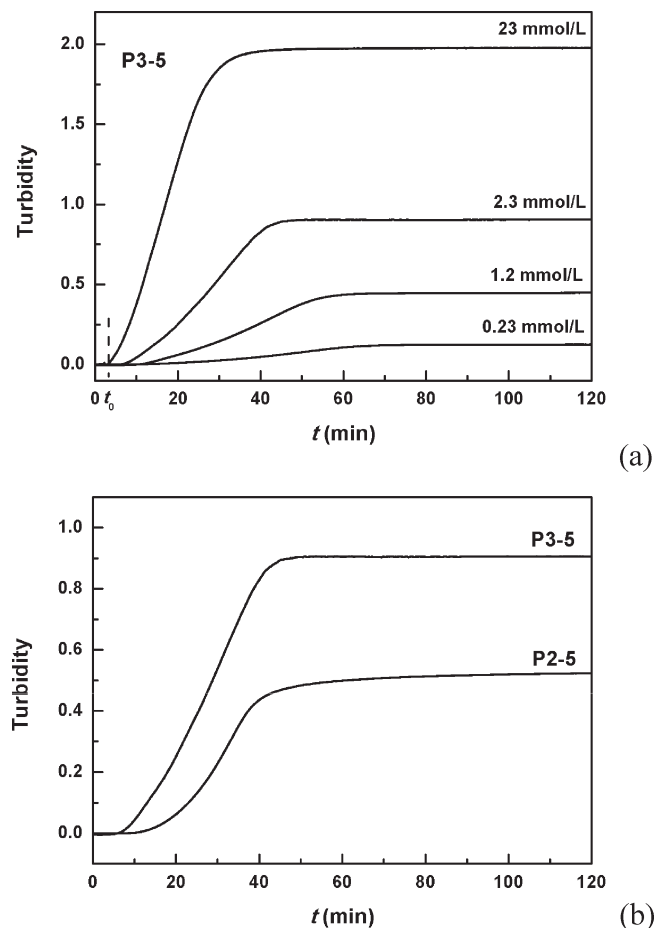 2.0
1.5
1.0
0.5
0.0
Turbidity
P3-5
23 mmol/L
2.3 mmol/L
1.2 mmol/L
0.23 mmol/L
0 t₀ 20 40 60 80 100 120
t (min)
(a)
1.0
0.8
0.6
0.4
0.2
0.0
Turbidity
P3-5
P2-5
0 20 40 60 80 100 120
t (min)
(b)